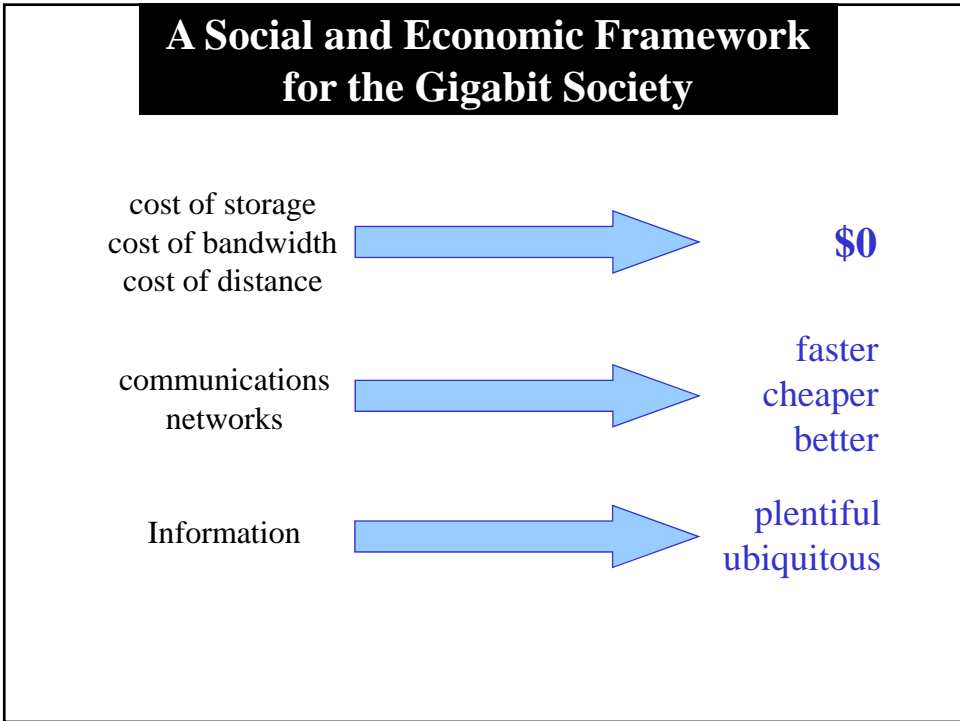 A Social and Economic Framework
for the Gigabit Society
cost of storage
cost of bandwidth
cost of distance
$0
communications
networks
faster
cheaper
better
Information
plentiful
ubiquitous